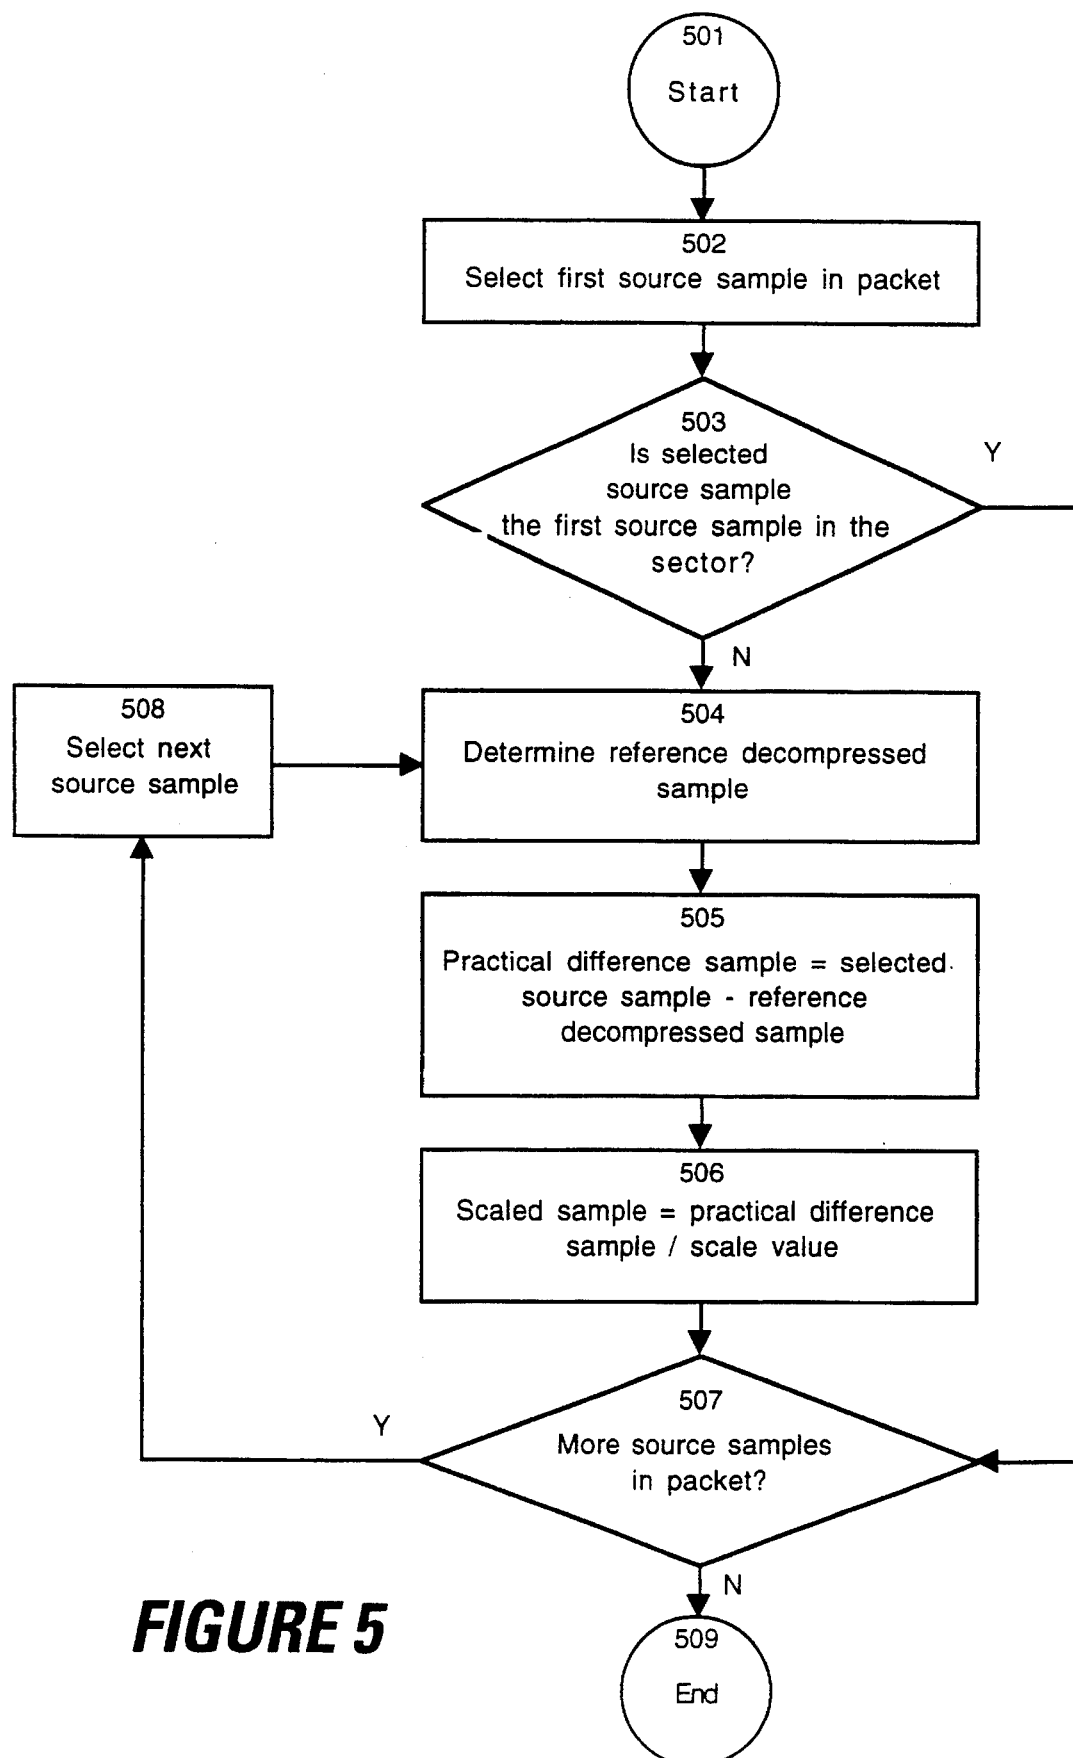 501
Start
502
Select first source sample in packet
503
Is selected
source sample
the first source sample in the
sector?
Y
N
508
Select next
source sample
504
Determine reference decompressed
sample
505
Practical difference sample = selected
source sample - reference
decompressed sample
506
Scaled sample = practical difference
sample / scale value
507
More source samples
in packet?
Y
N
509
End
FIGURE 5